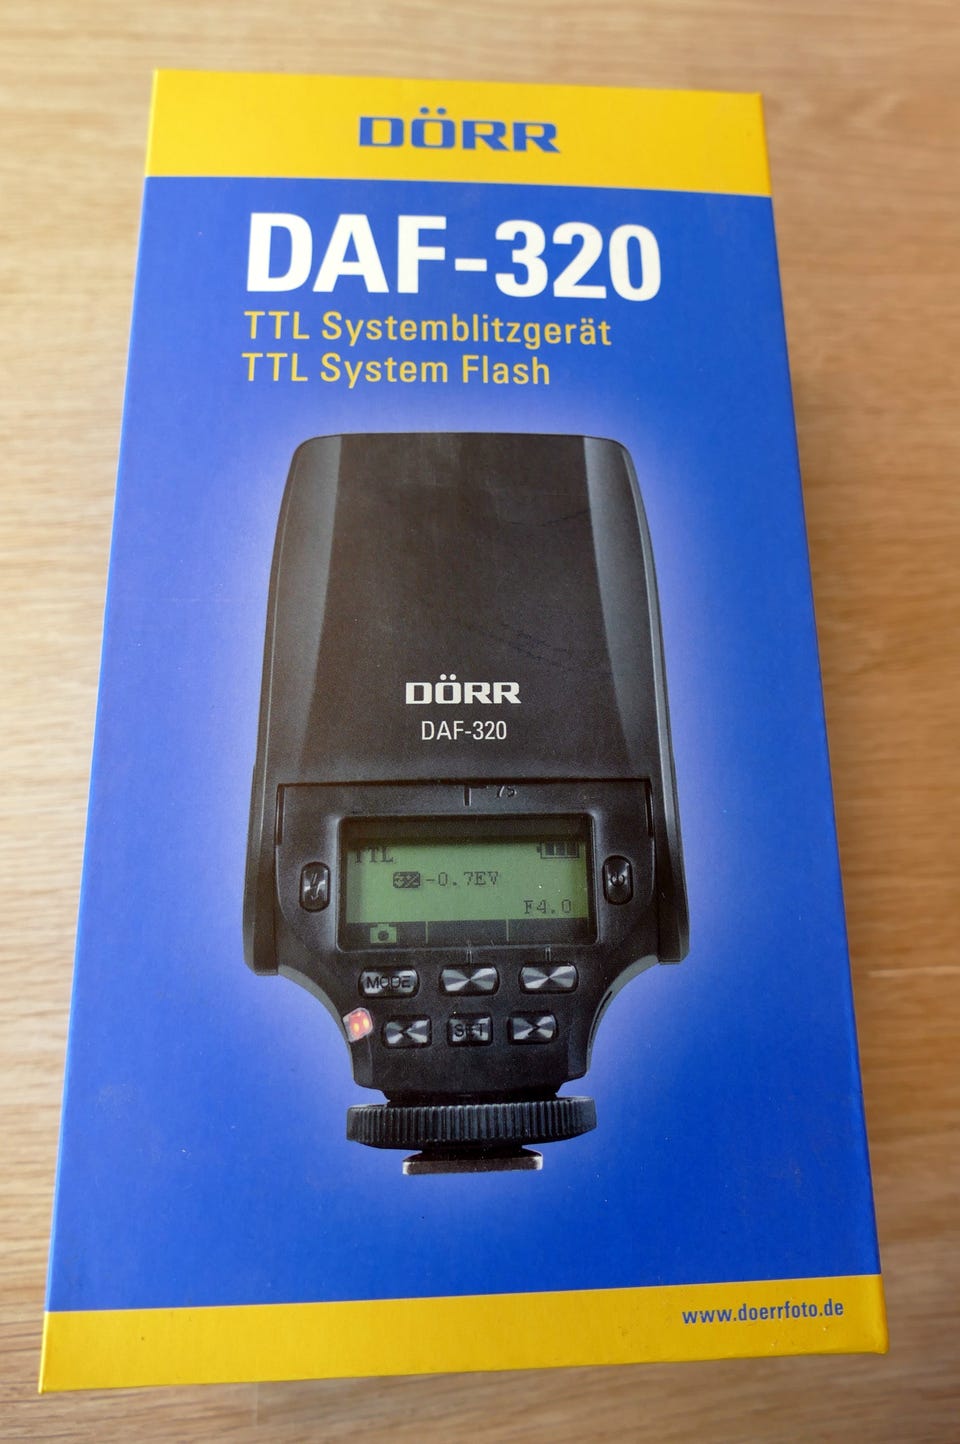 DÖRR
DAF-320
TTL Systemblitzgerät
TTL System Flash
DÖRR
DAF-320
75
TTL
-0.7EV
F4.0
MODE
SET
www.doerrfoto.de